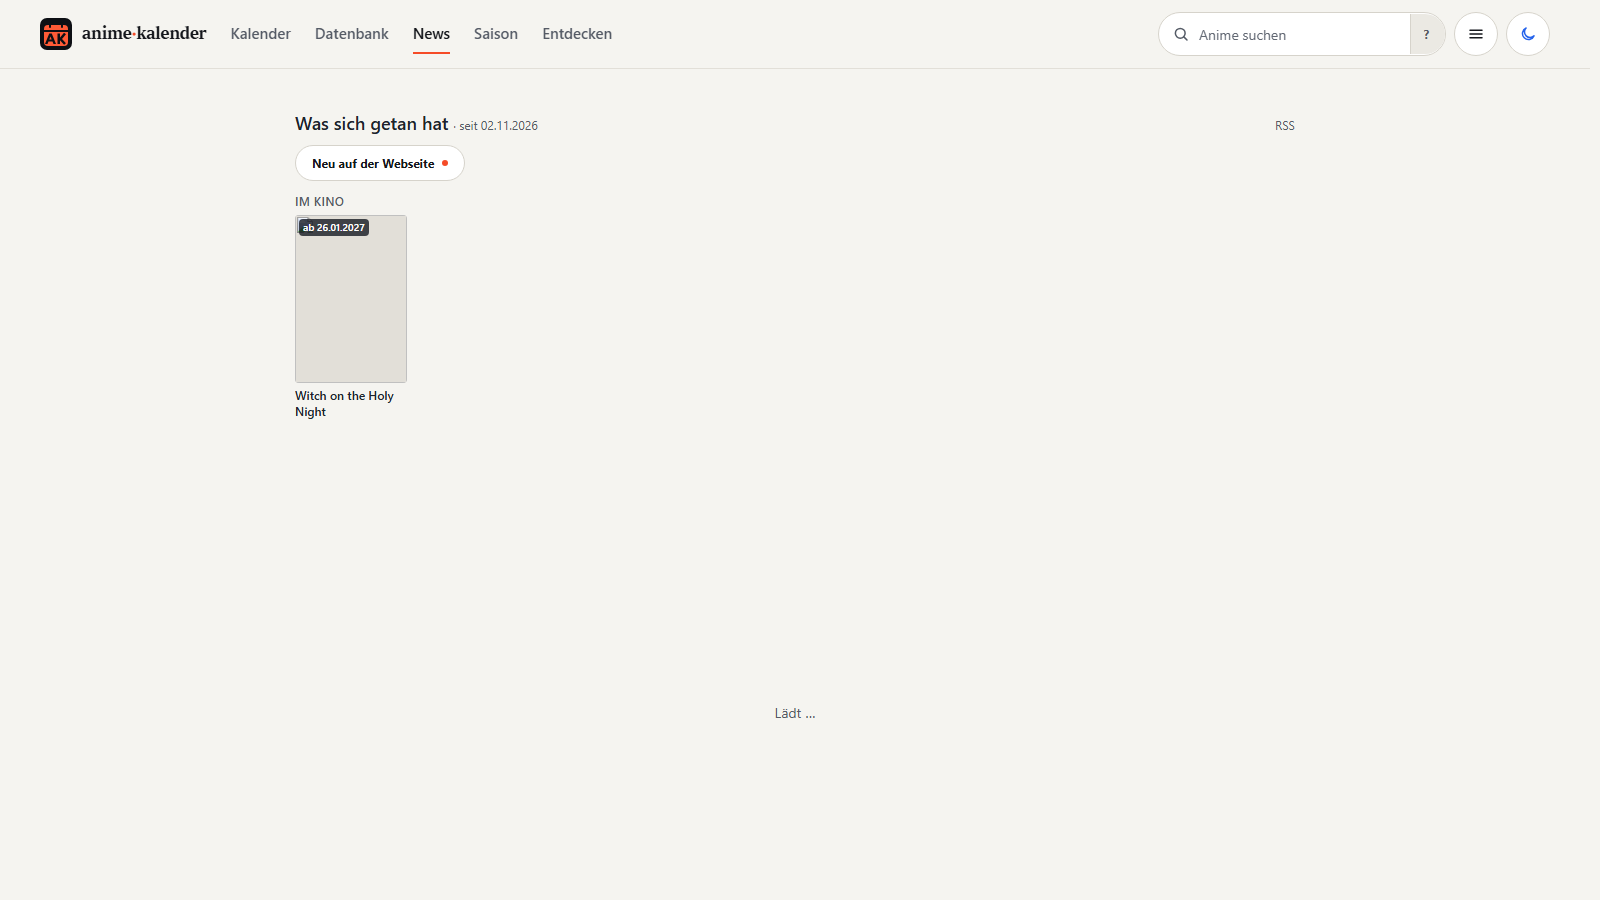 AK anime·kalender Kalender Datenbank News Saison Entdecken Anime suchen ?
Was sich getan hat · seit 02.11.2026 RSS
Neu auf der Webseite
IM KINO
ab 26.01.2027
Witch on the Holy
Night
Lädt ...